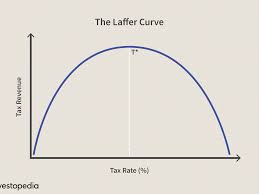 The Laffer Curve
T*
Tax Revenue
Tax Rate (%)
vestopedia